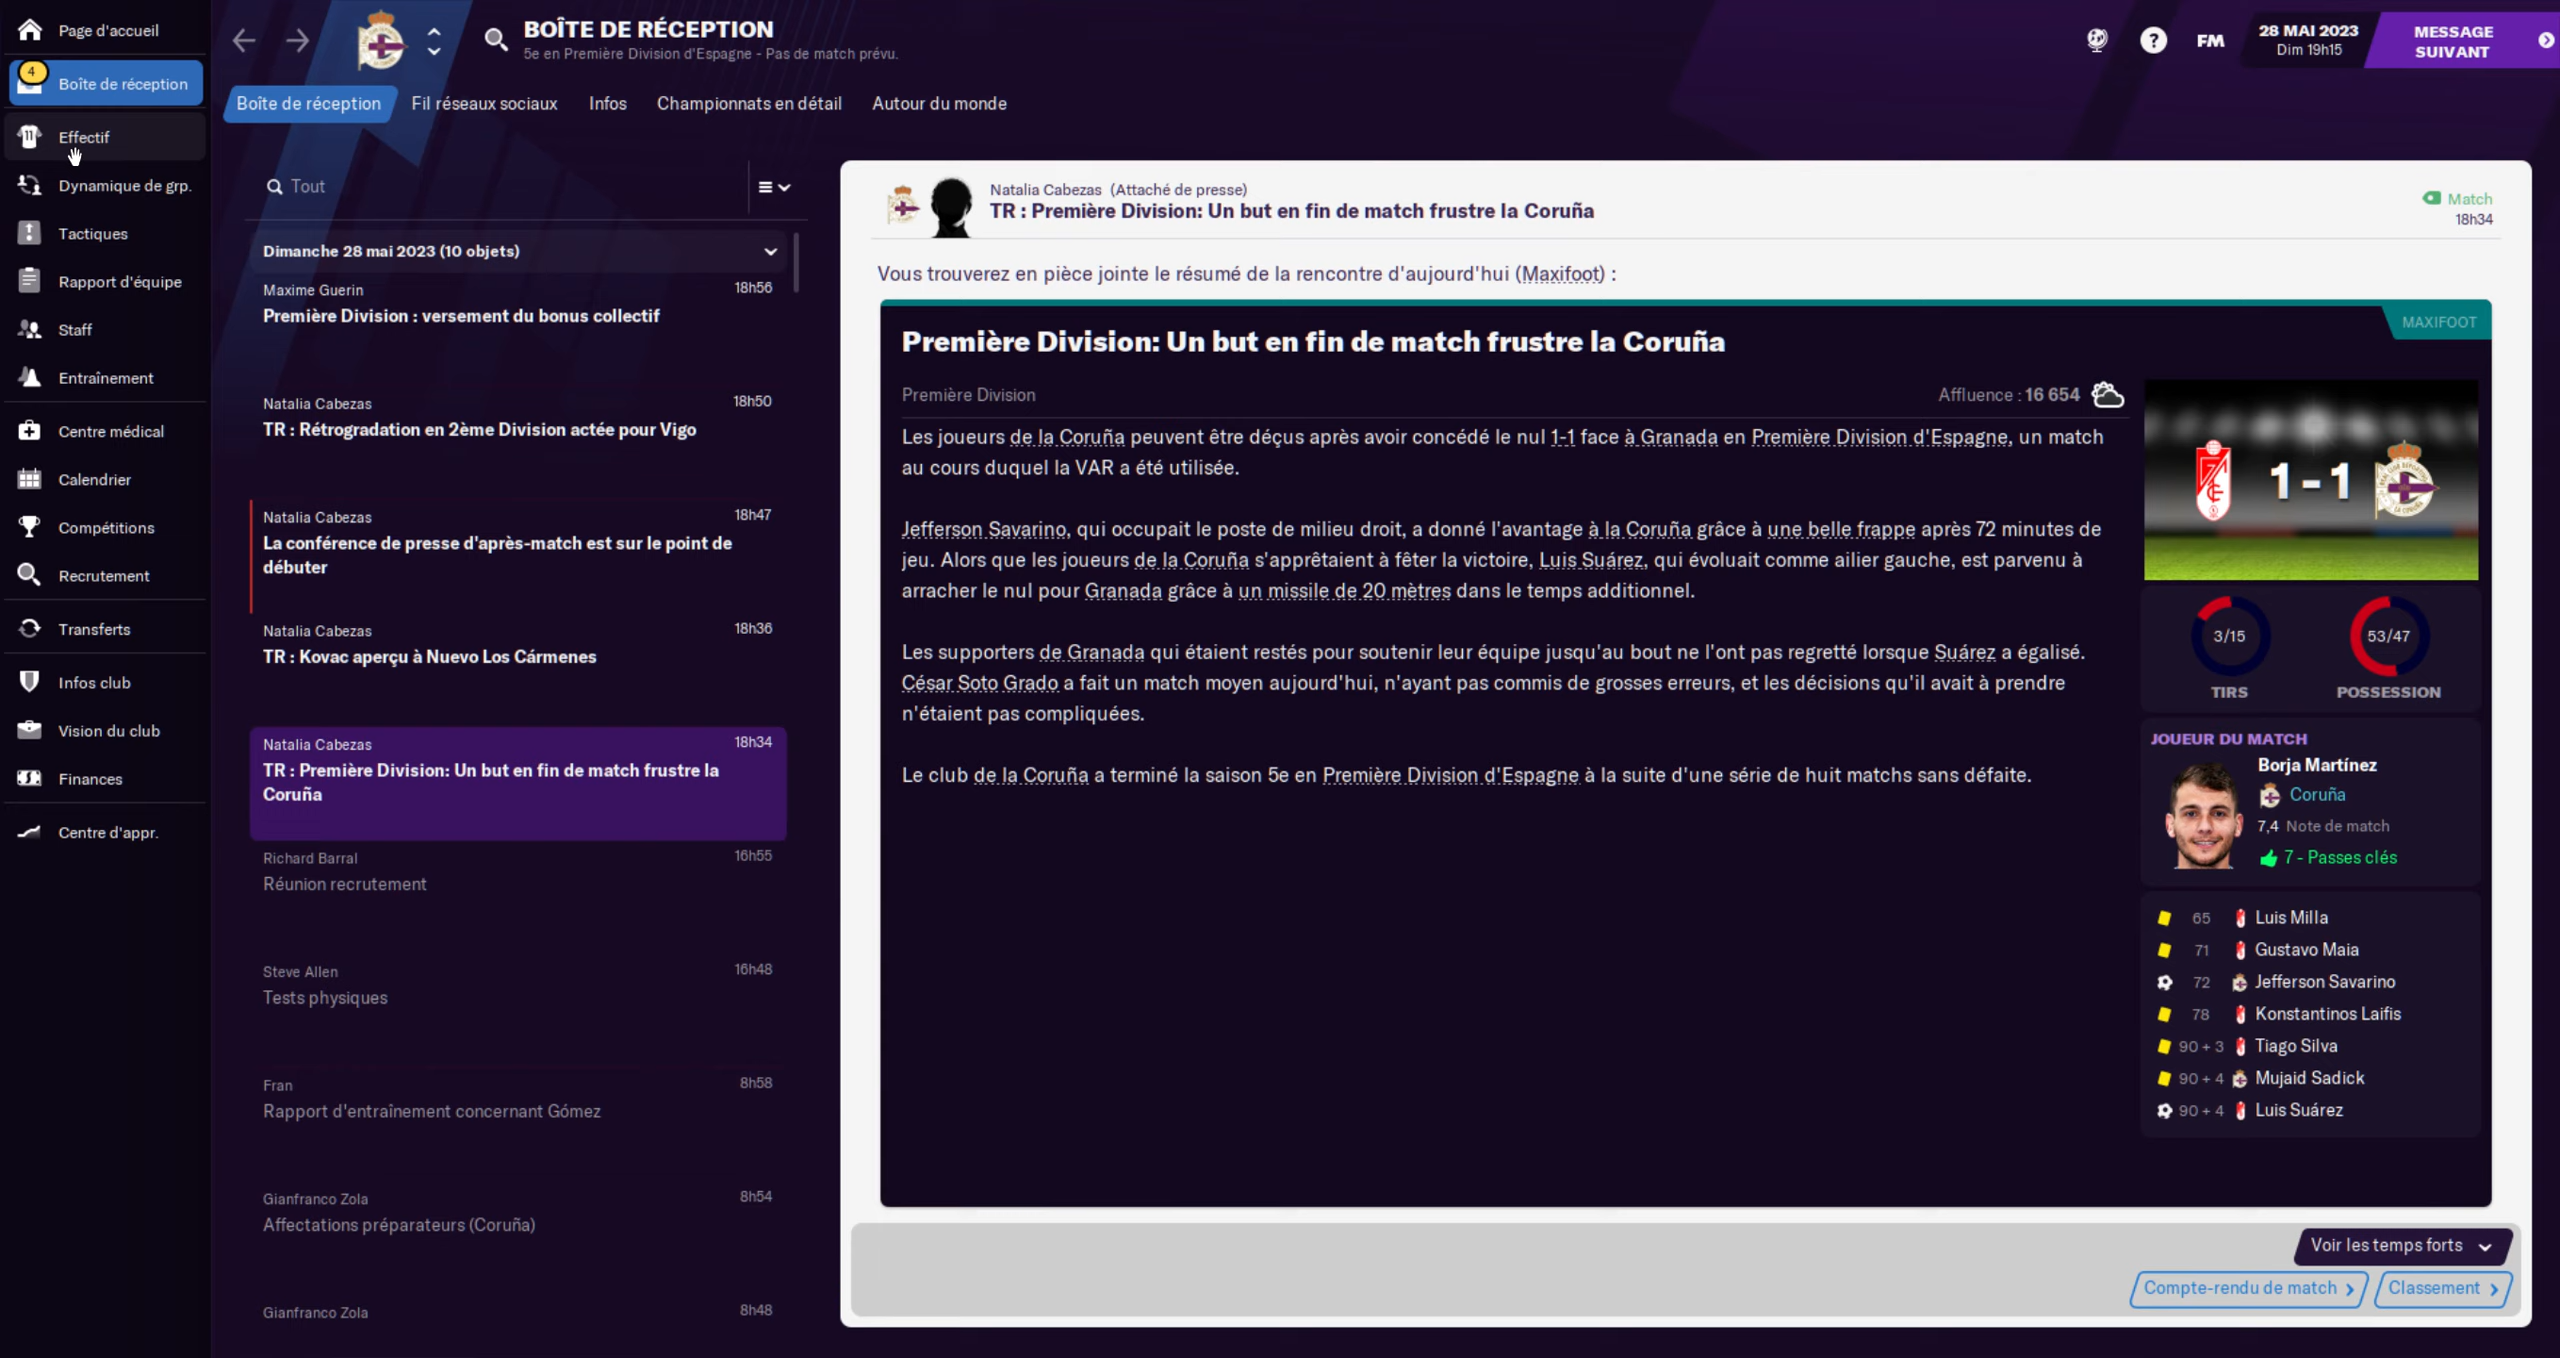 Page d'accueil
4
Boîte de réception
Effectif
Dynamique de grp.
Tactiques
Rapport d'équipe
Staff
Entraînement
Centre médical
Calendrier
Compétitions
Recrutement
Transferts
Infos club
Vision du club
Finances
Centre d'appr.
BOÎTE DE RÉCEPTION
5e en Première Division d'Espagne - Pas de match prévu.
FM
28 MAI 2023
Dim 19h15
MESSAGE
SUIVANT
Boîte de réception Fil réseaux sociaux Infos Championnats en détail Autour du monde
Tout
Dimanche 28 mai 2023 (10 objets)
Maxime Guerin 18h56
Première Division : versement du bonus collectif
Natalia Cabezas 18h50
TR : Rétrogradation en 2ème Division actée pour Vigo
Natalia Cabezas 18h47
La conférence de presse d'après-match est sur le point de
débuter
Natalia Cabezas 18h36
TR : Kovac aperçu à Nuevo Los Cármenes
Natalia Cabezas 18h34
TR : Première Division: Un but en fin de match frustre la
Coruña
Richard Barral 16h55
Réunion recrutement
Steve Allen 16h48
Tests physiques
Fran 8h58
Rapport d'entraînement concernant Gómez
Gianfranco Zola 8h54
Affectations préparateurs (Coruña)
Gianfranco Zola 8h48
Natalia Cabezas (Attaché de presse)
TR : Première Division: Un but en fin de match frustre la Coruña
Match
18h34
Vous trouverez en pièce jointe le résumé de la rencontre d'aujourd'hui (Maxifoot) :
MAXIFOOT
Première Division: Un but en fin de match frustre la Coruña
Première Division Affluence : 16 654
Les joueurs de la Coruña peuvent être déçus après avoir concédé le nul 1-1 face à Granada en Première Division d'Espagne, un match
au cours duquel la VAR a été utilisée.
Jefferson Savarino, qui occupait le poste de milieu droit, a donné l'avantage à la Coruña grâce à une belle frappe après 72 minutes de
jeu. Alors que les joueurs de la Coruña s'apprêtaient à fêter la victoire, Luis Suárez, qui évoluait comme ailier gauche, est parvenu à
arracher le nul pour Granada grâce à un missile de 20 mètres dans le temps additionnel.
Les supporters de Granada qui étaient restés pour soutenir leur équipe jusqu'au bout ne l'ont pas regretté lorsque Suárez a égalisé.
César Soto Grado a fait un match moyen aujourd'hui, n'ayant pas commis de grosses erreurs, et les décisions qu'il avait à prendre
n'étaient pas compliquées.
Le club de la Coruña a terminé la saison 5e en Première Division d'Espagne à la suite d'une série de huit matchs sans défaite.
1 - 1
3/15
TIRS
53/47
POSSESSION
JOUEUR DU MATCH
Borja Martínez
Coruña
7,4 Note de match
7 - Passes clés
65 Luis Milla
71 Gustavo Maia
72 Jefferson Savarino
78 Konstantinos Laifis
90 + 3 Tiago Silva
90 + 4 Mujaid Sadick
90 + 4 Luis Suárez
Voir les temps forts
Compte-rendu de match
Classement